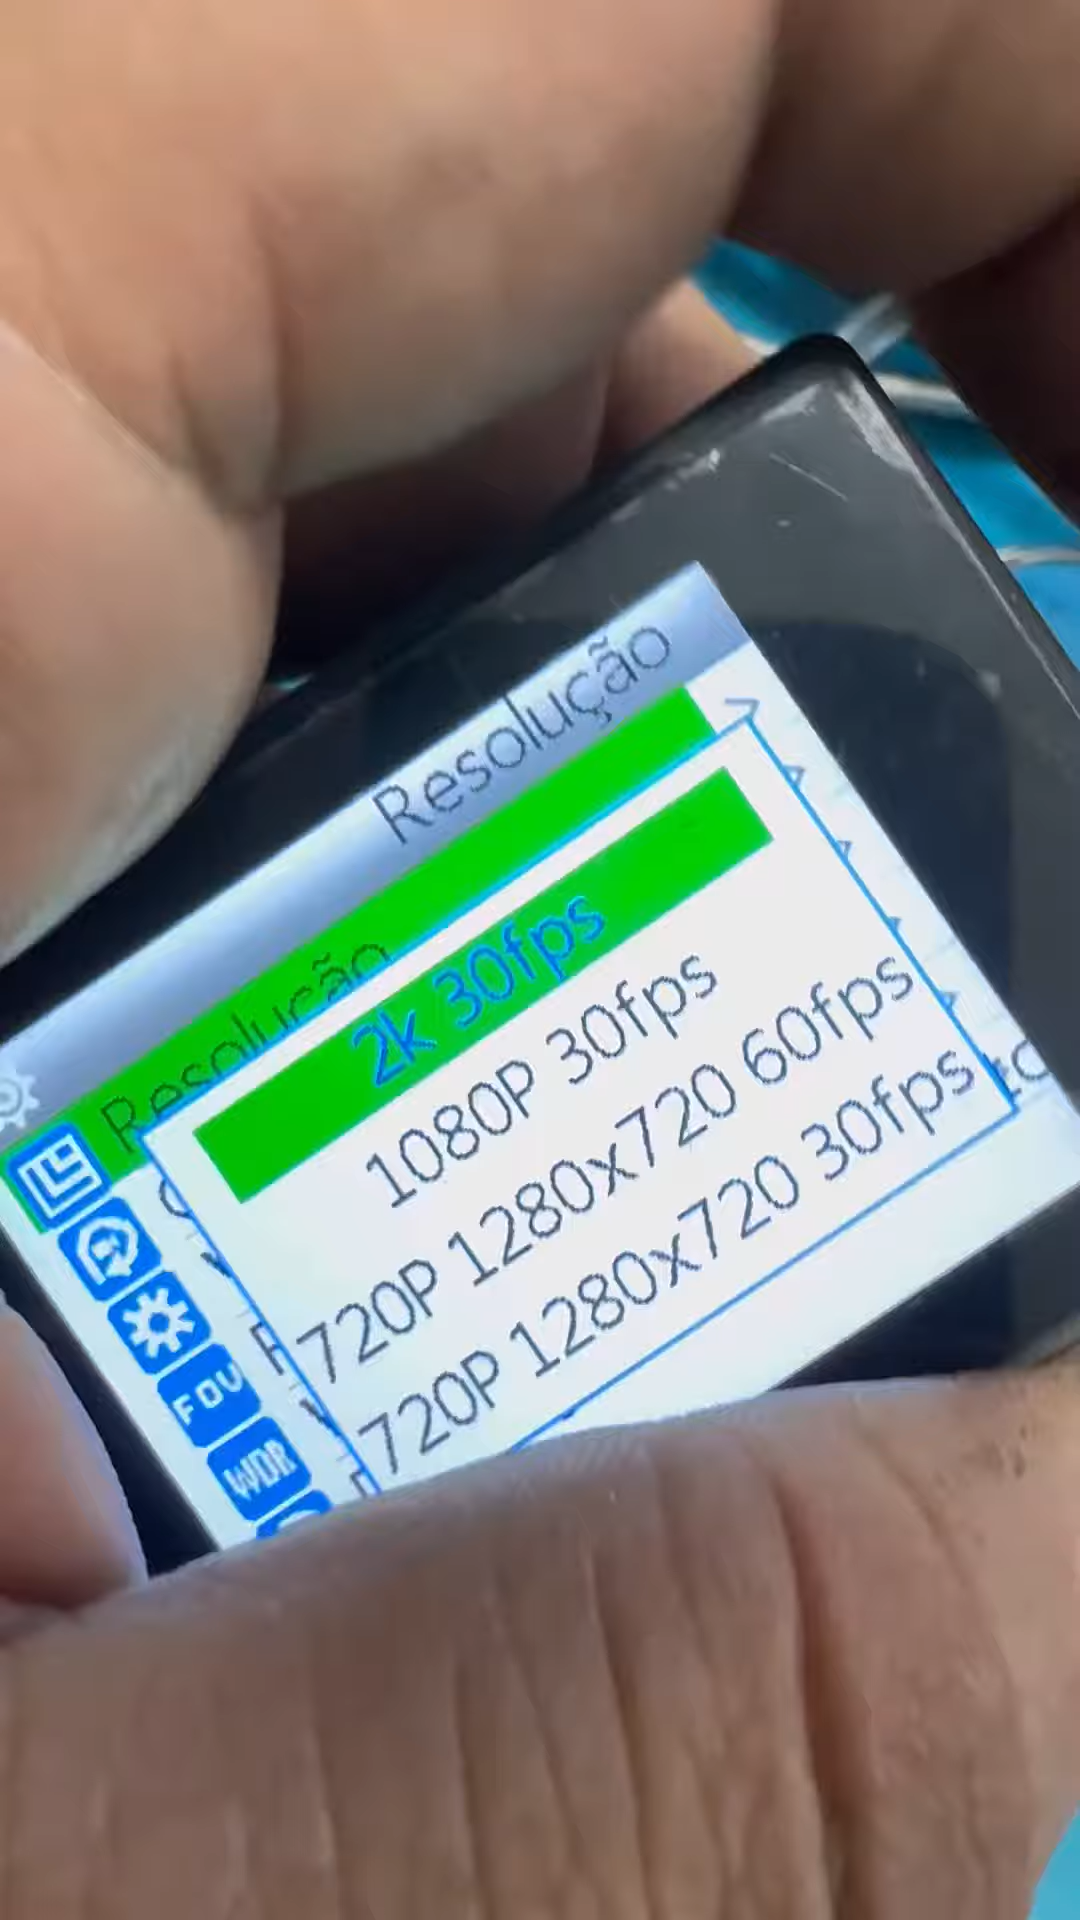 Resolução
Resolução
2k 30fps
1080P 30fps
720P 1280x720 60fps
720P 1280x720 30fps
FOV
WDR